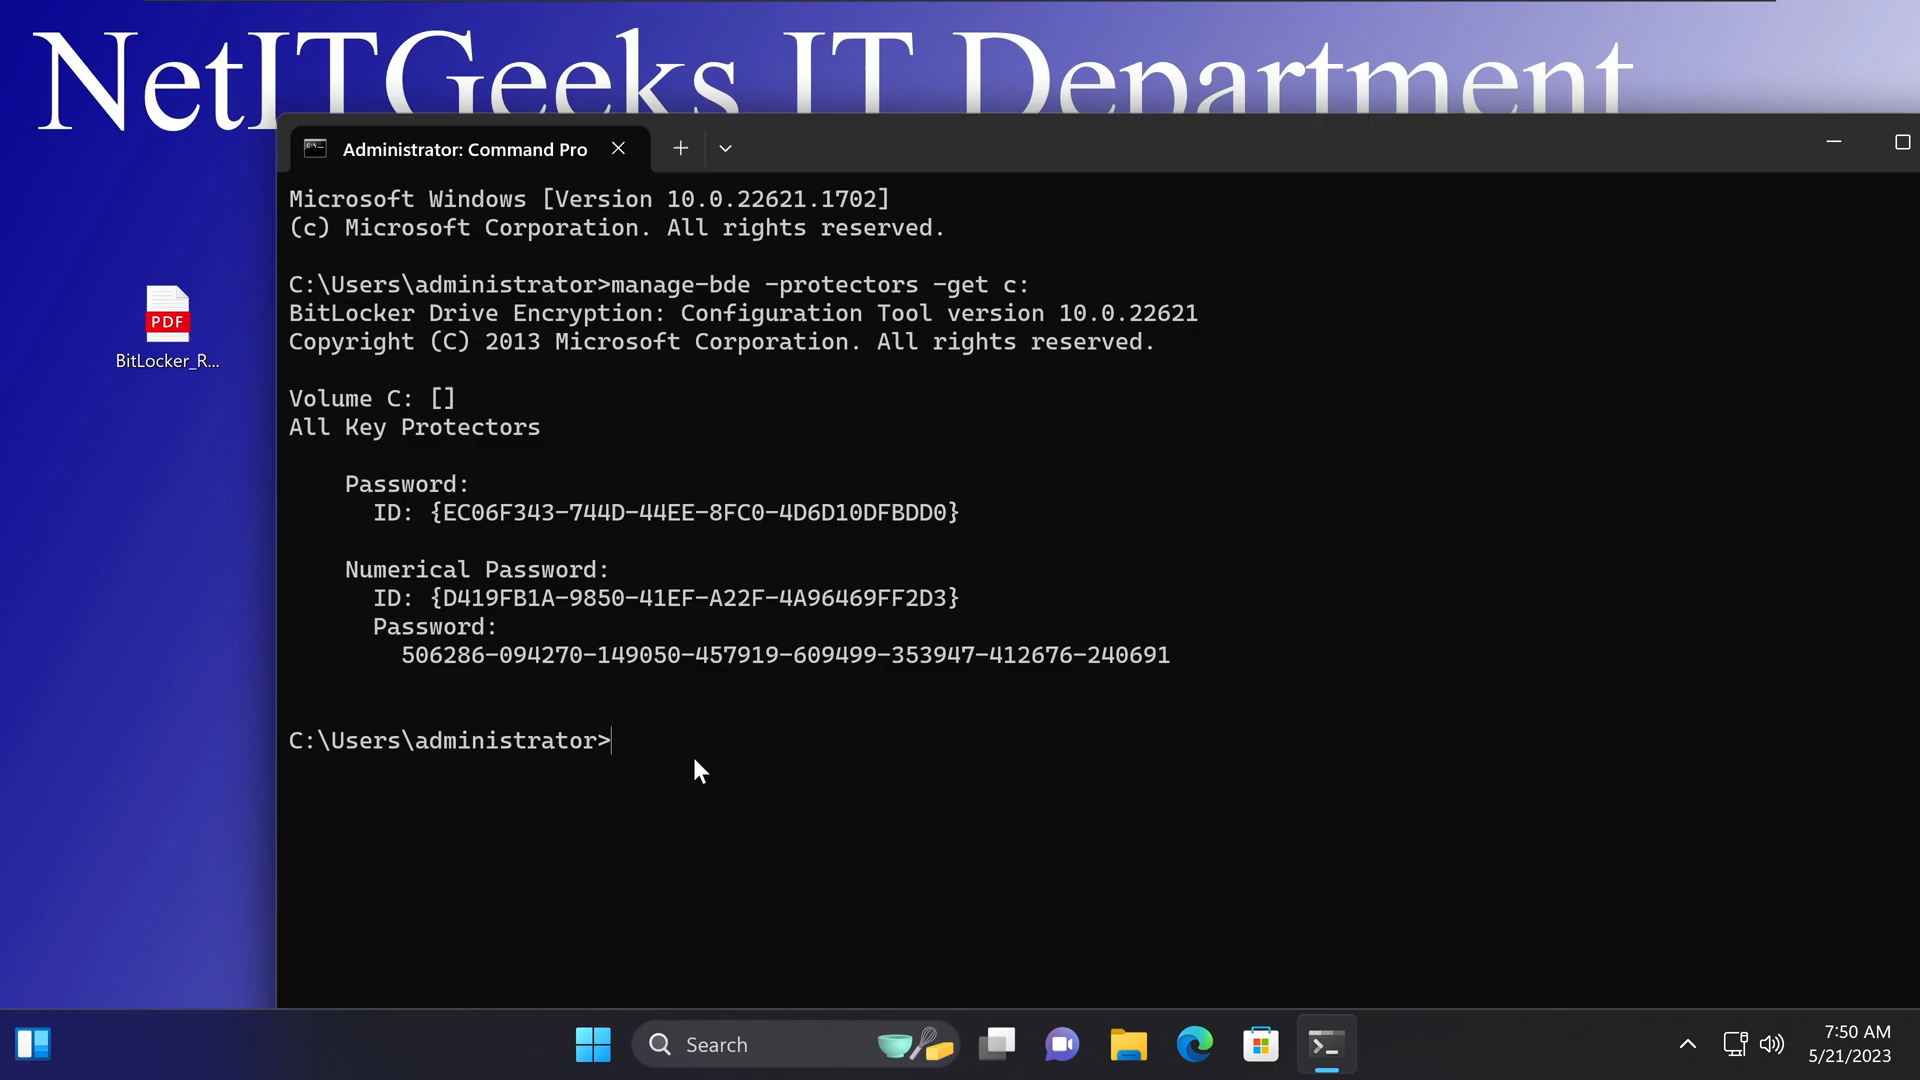 NetITGeeks IT Department
Administrator: Command Pro
Microsoft Windows [Version 10.0.22621.1702]
(c) Microsoft Corporation. All rights reserved.
C:\Users\administrator>manage-bde -protectors -get c:
BitLocker Drive Encryption: Configuration Tool version 10.0.22621
Copyright (C) 2013 Microsoft Corporation. All rights reserved.
Volume C: []
All Key Protectors
Password:
ID: {EC06F343-744D-44EE-8FC0-4D6D10DFBDD0}
Numerical Password:
ID: {D419FB1A-9850-41EF-A22F-4A96469FF2D3}
Password:
506286-094270-149050-457919-609499-353947-412676-240691
C:\Users\administrator>
PDF
BitLocker_R...
Search
7:50 AM
5/21/2023